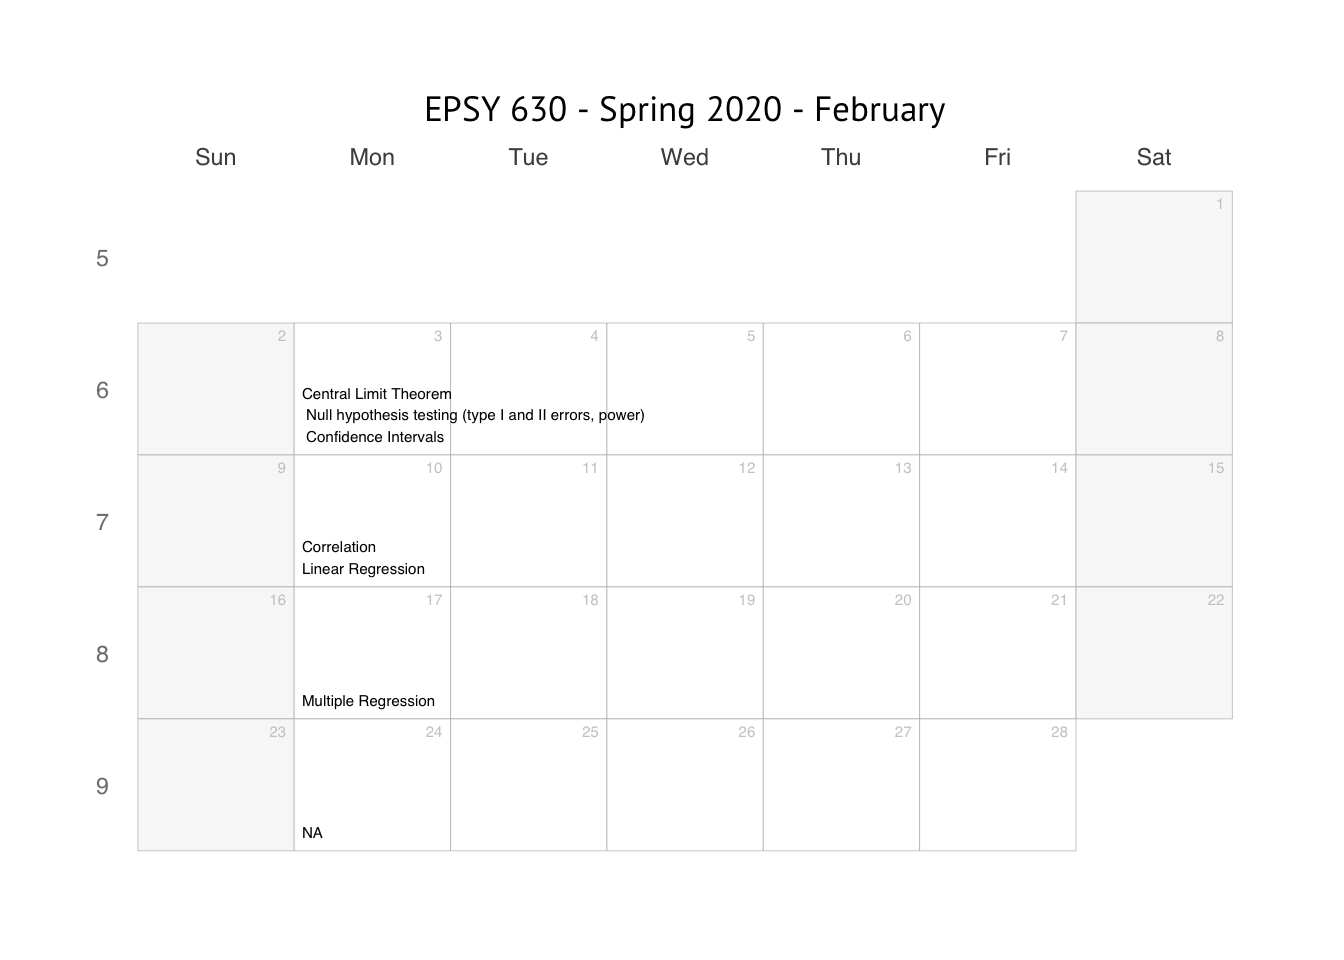 EPSY 630 - Spring 2020 - February
Sun Mon Tue Wed Thu Fri Sat
1
5
2 3 4 5 6 7 8
6
Central Limit Theorem
Null hypothesis testing (type I and II errors, power)
Confidence Intervals
9 10 11 12 13 14 15
7
Correlation
Linear Regression
16 17 18 19 20 21 22
8
Multiple Regression
23 24 25 26 27 28
9
NA